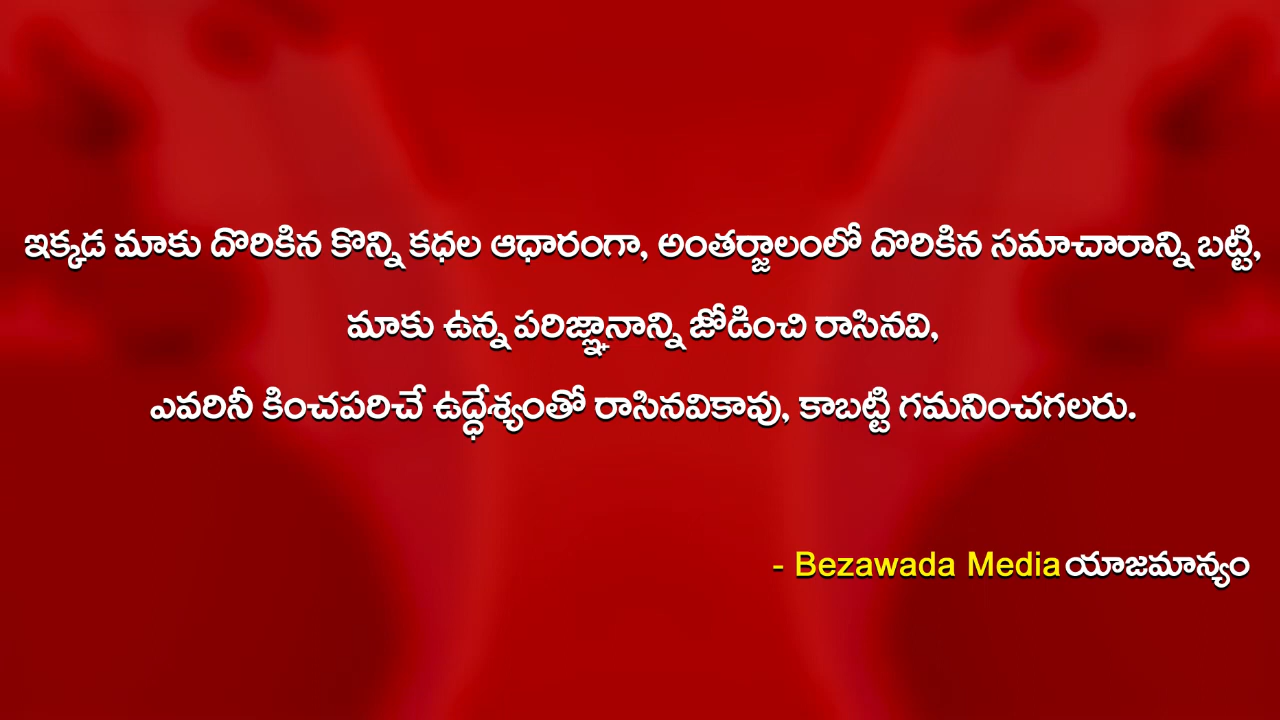 ఇక్కడ మాకు దొరికిన కొన్ని కధల ఆధారంగా, అంతర్జాలంలో దొరికిన సమాచారాన్ని బట్టి,
మాకు ఉన్న పరిజ్ఞానాన్ని జోడించి రాసినవి,
ఎవరినీ కించపరిచే ఉద్ధేశ్యంతో రాసినవికావు, కాబట్టి గమనించగలరు.
- Bezawada Media యాజమాన్యం